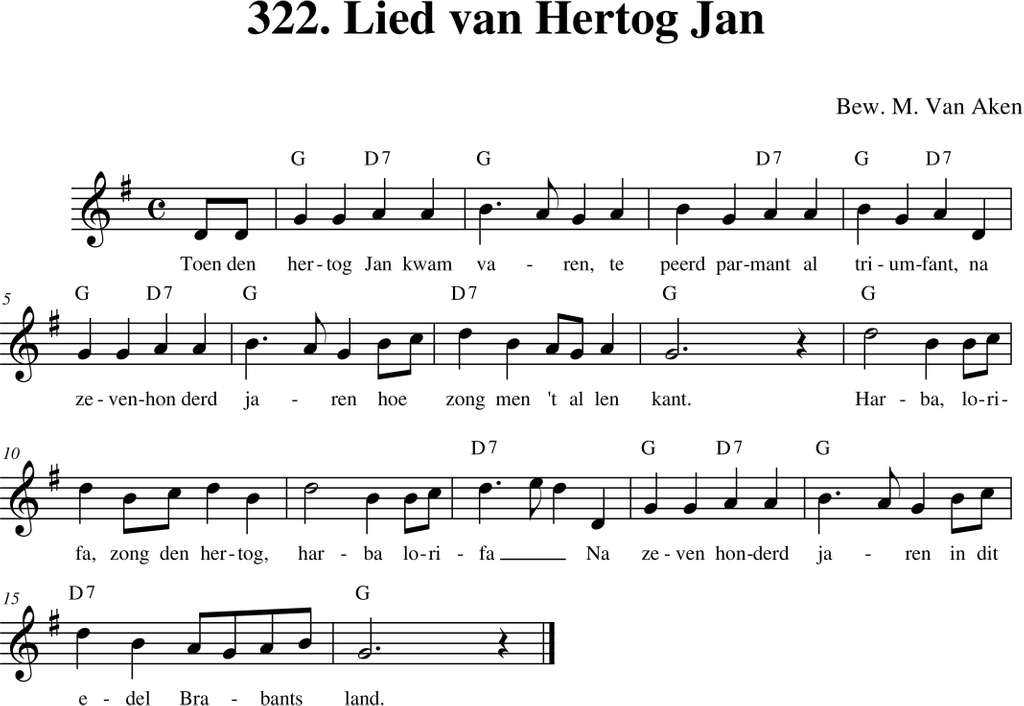 322. Lied van Hertog Jan
Bew. M. Van Aken
G D7 G D7 G D7
Toen den her - tog Jan kwam va - ren, te peerd par - mant al tri - um - fant, na
5 G D7 G D7 G G
ze - ven - hon derd ja - ren hoe zong men 't al len kant. Har - ba, lo - ri -
10 D7 G D7 G
fa, zong den her - tog, har - ba lo - ri - fa ____ Na ze - ven hon - derd ja - ren in dit
15 D7 G
e - del Bra - bants land.